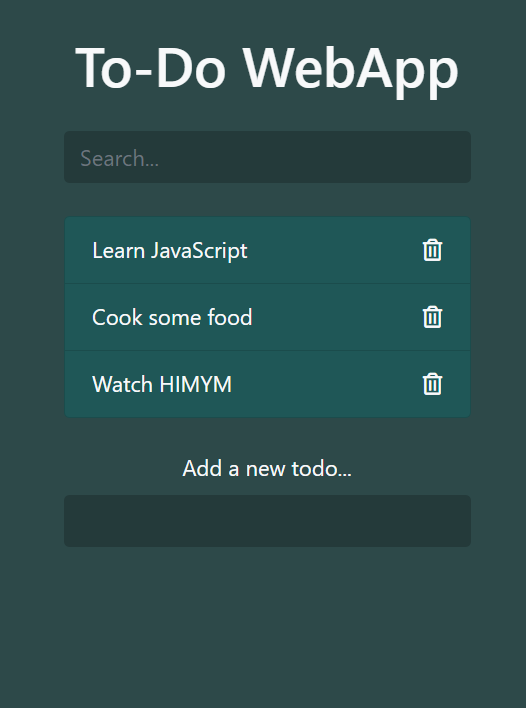 To-Do WebApp
Search...
Learn JavaScript
Cook some food
Watch HIMYM
Add a new todo...